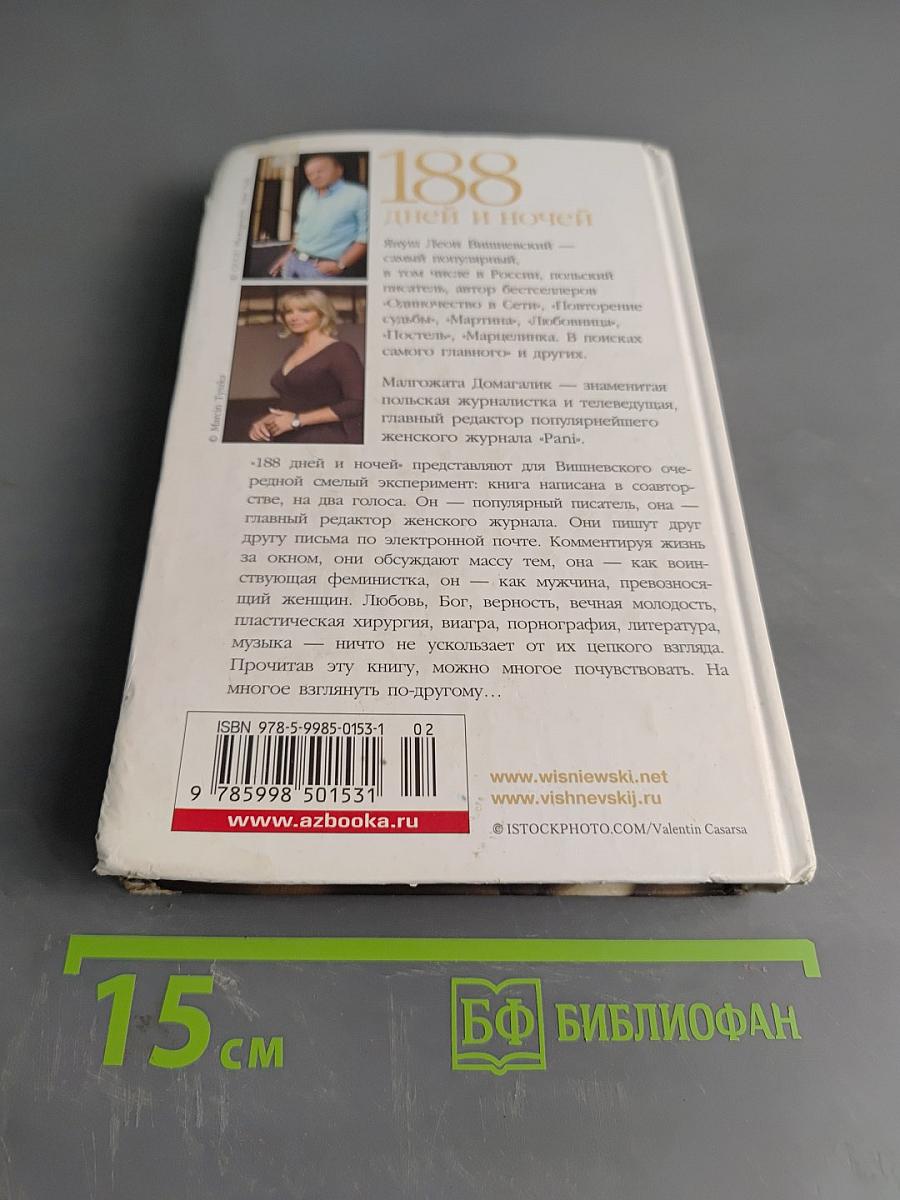 188
дней и ночей
Януш Леон Вишневский —
самый популярный,
в том числе в России, польский
писатель, автор бестселлеров
«Одиночество в Сети», «Повторение
судьбы», «Мартина», «Любовница»,
«Постель», «Марцелинка. В поисках
самого главного» и других.
Малгожата Домагалик — знаменитая
польская журналистка и телеведущая,
главный редактор популярнейшего
женского журнала «Pani».
© Marcin Tyszka
«188 дней и ночей» представляют для Вишневского оче-
редной смелый эксперимент: книга написана в соавтор-
стве, на два голоса. Он — популярный писатель, она —
главный редактор женского журнала. Они пишут друг
другу письма по электронной почте. Комментируя жизнь
за окном, они обсуждают массу тем, она — как воин-
ствующая феминистка, он — как мужчина, превознося-
щий женщин. Любовь, Бог, верность, вечная молодость,
пластическая хирургия, виагра, порнография, литература,
музыка — ничто не ускользает от их цепкого взгляда.
Прочитав эту книгу, можно многое почувствовать. На
многое взглянуть по-другому...
ISBN 978-5-9985-0153-1 02
9 785998 501531
www.azbooka.ru
www.wisniewski.net
www.vishnevskij.ru
© ISTOCKPHOTO.COM/Valentin Casarsa
15 см
БФ БИБЛИОФАН